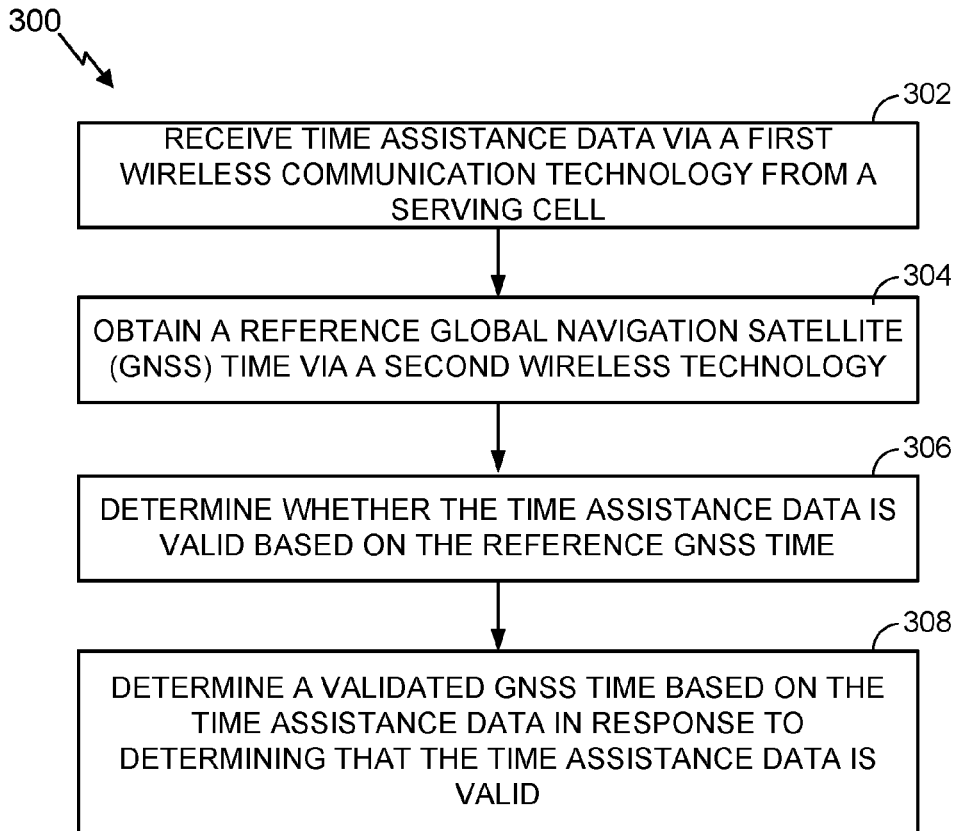 300
302
RECEIVE TIME ASSISTANCE DATA VIA A FIRST
WIRELESS COMMUNICATION TECHNOLOGY FROM A
SERVING CELL
304
OBTAIN A REFERENCE GLOBAL NAVIGATION SATELLITE
(GNSS) TIME VIA A SECOND WIRELESS TECHNOLOGY
306
DETERMINE WHETHER THE TIME ASSISTANCE DATA IS
VALID BASED ON THE REFERENCE GNSS TIME
308
DETERMINE A VALIDATED GNSS TIME BASED ON THE
TIME ASSISTANCE DATA IN RESPONSE TO
DETERMINING THAT THE TIME ASSISTANCE DATA IS
VALID